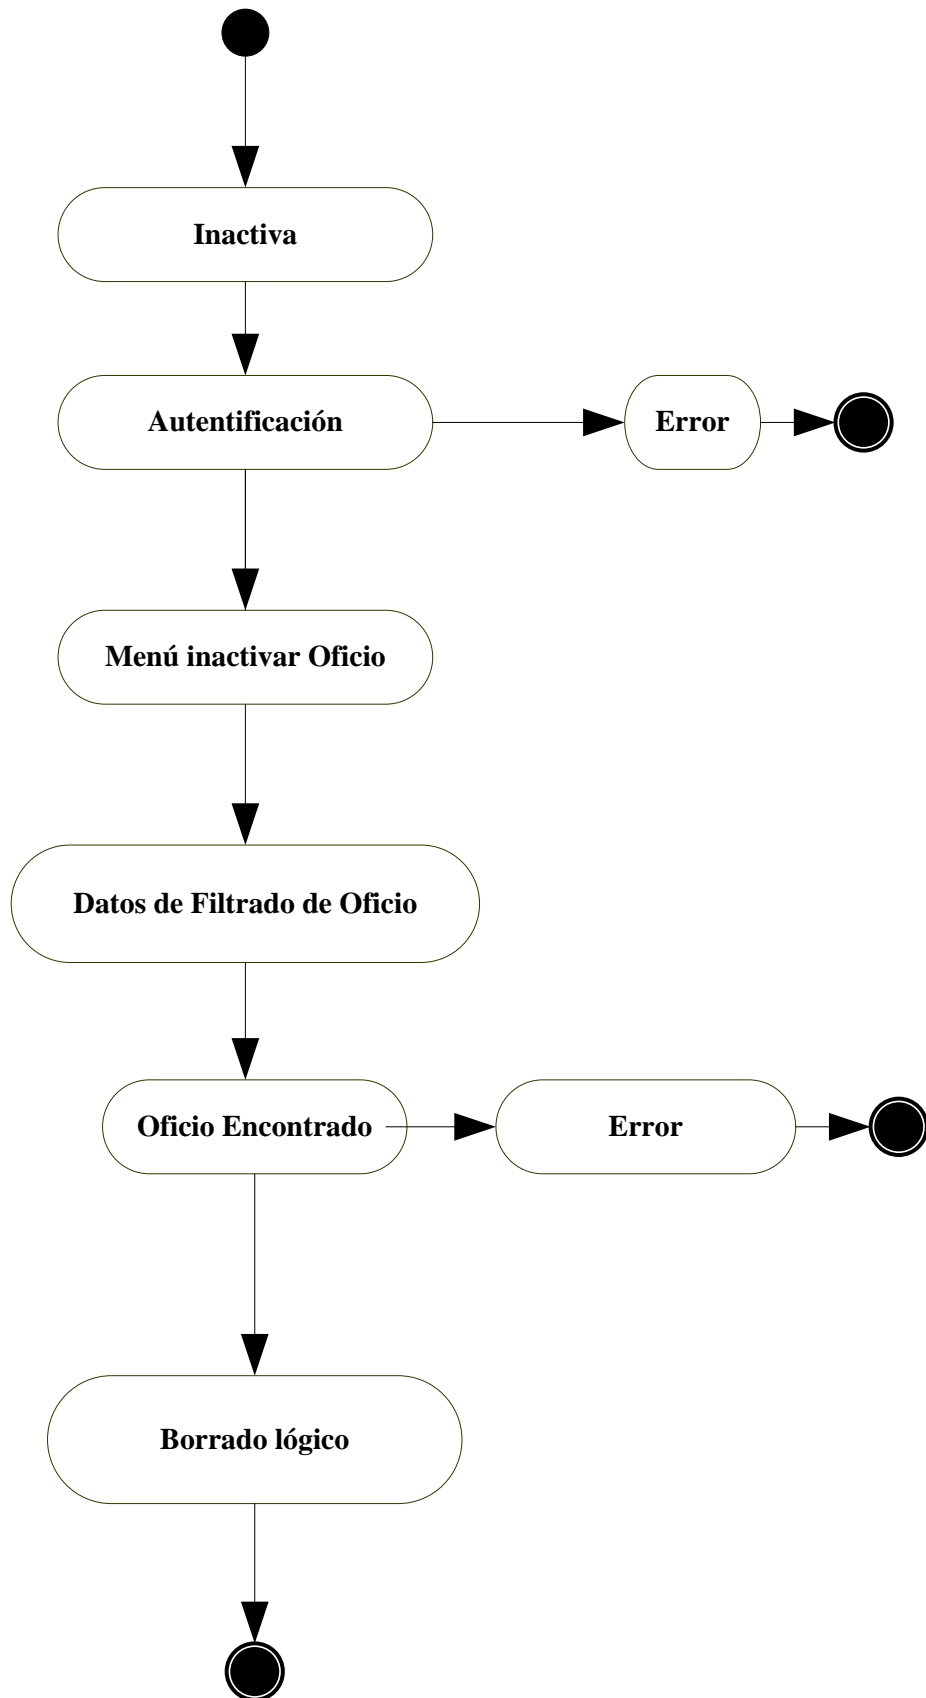 Inactiva
Autentificación
Error
Menú inactivar Oficio
Datos de Filtrado de Oficio
Oficio Encontrado
Error
Borrado lógico